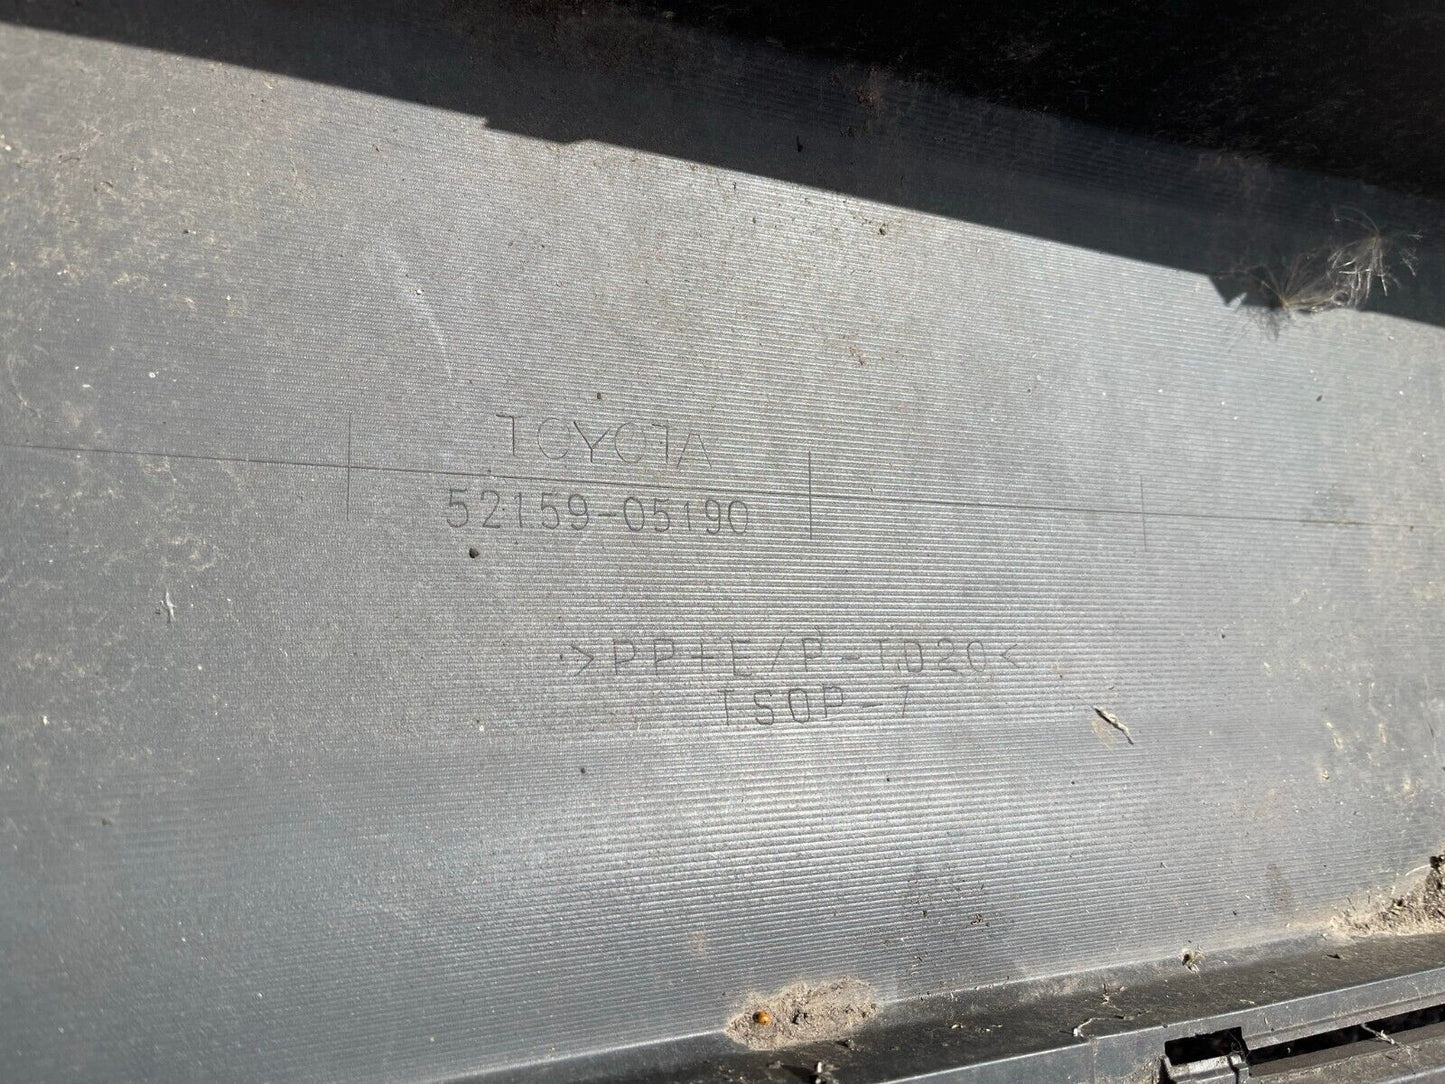 TOYOTA
52159-05190
>PP+E/P-TD20<
TSOP-7